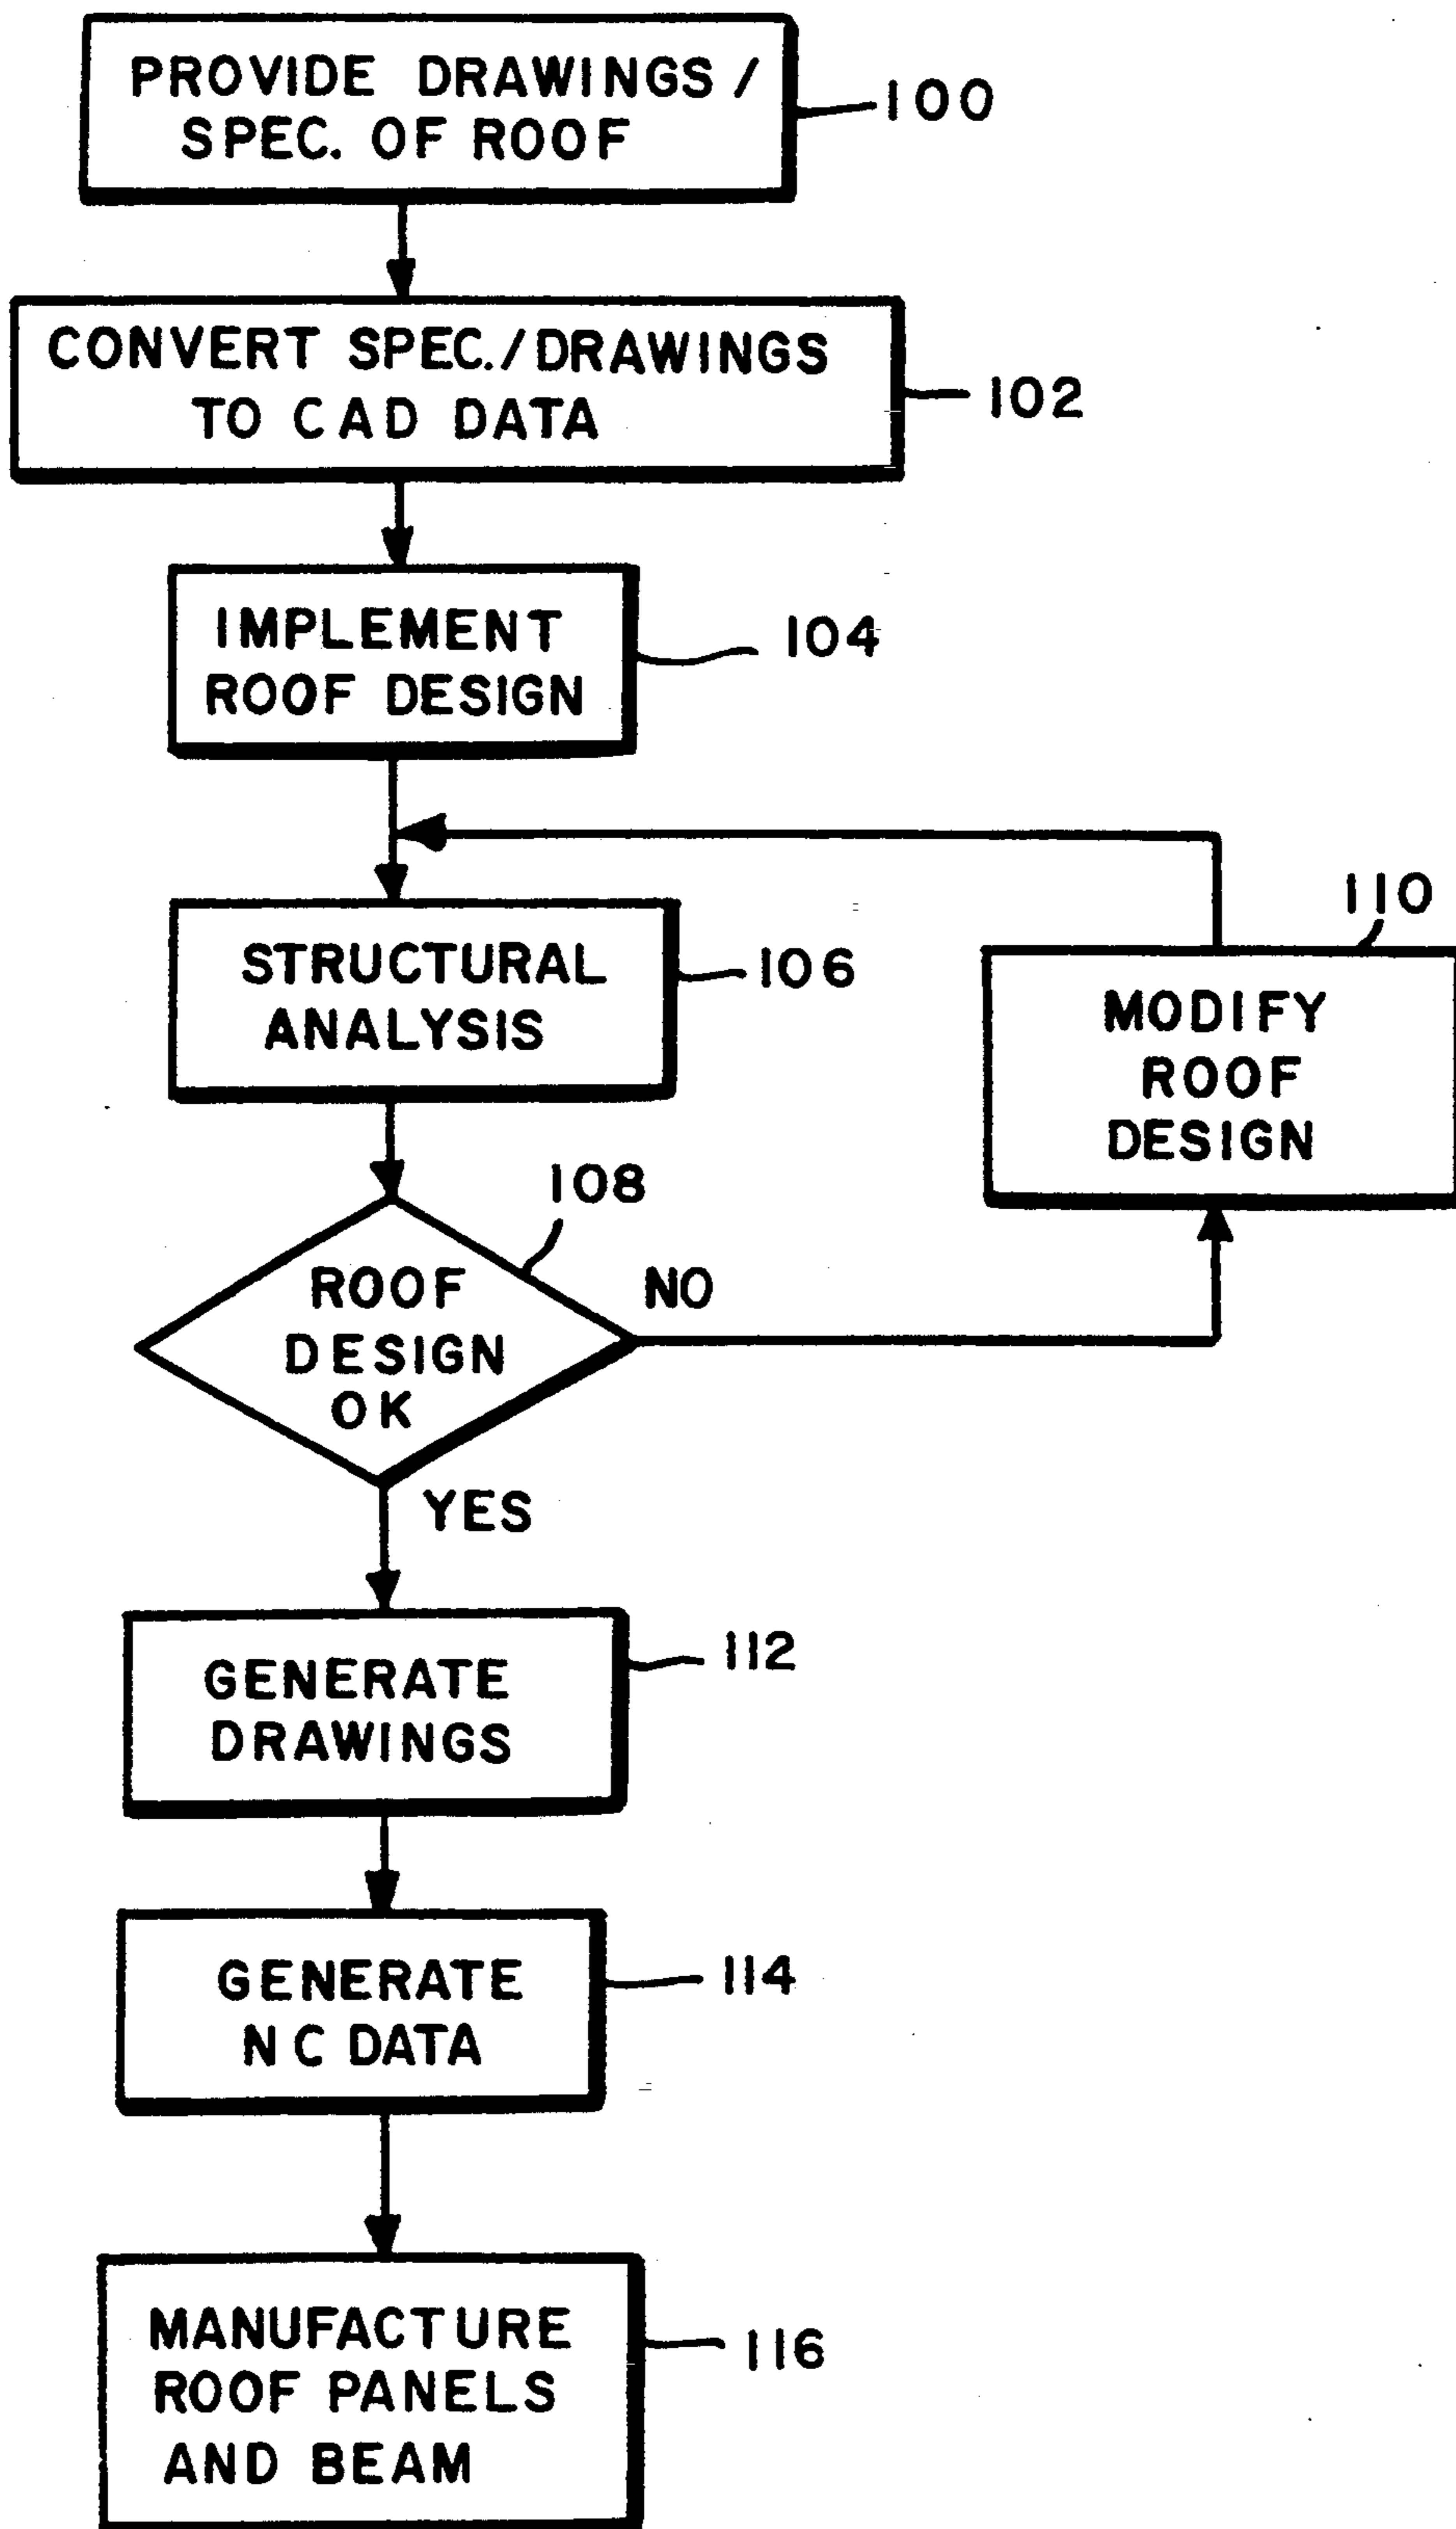 PROVIDE DRAWINGS /
SPEC. OF ROOF
100
CONVERT SPEC./DRAWINGS
TO CAD DATA
102
IMPLEMENT
ROOF DESIGN
104
STRUCTURAL
ANALYSIS
106
110
MODIFY
ROOF
DESIGN
108
ROOF
DESIGN
OK
NO
YES
GENERATE
DRAWINGS
112
GENERATE
NC DATA
114
MANUFACTURE
ROOF PANELS
AND BEAM
116